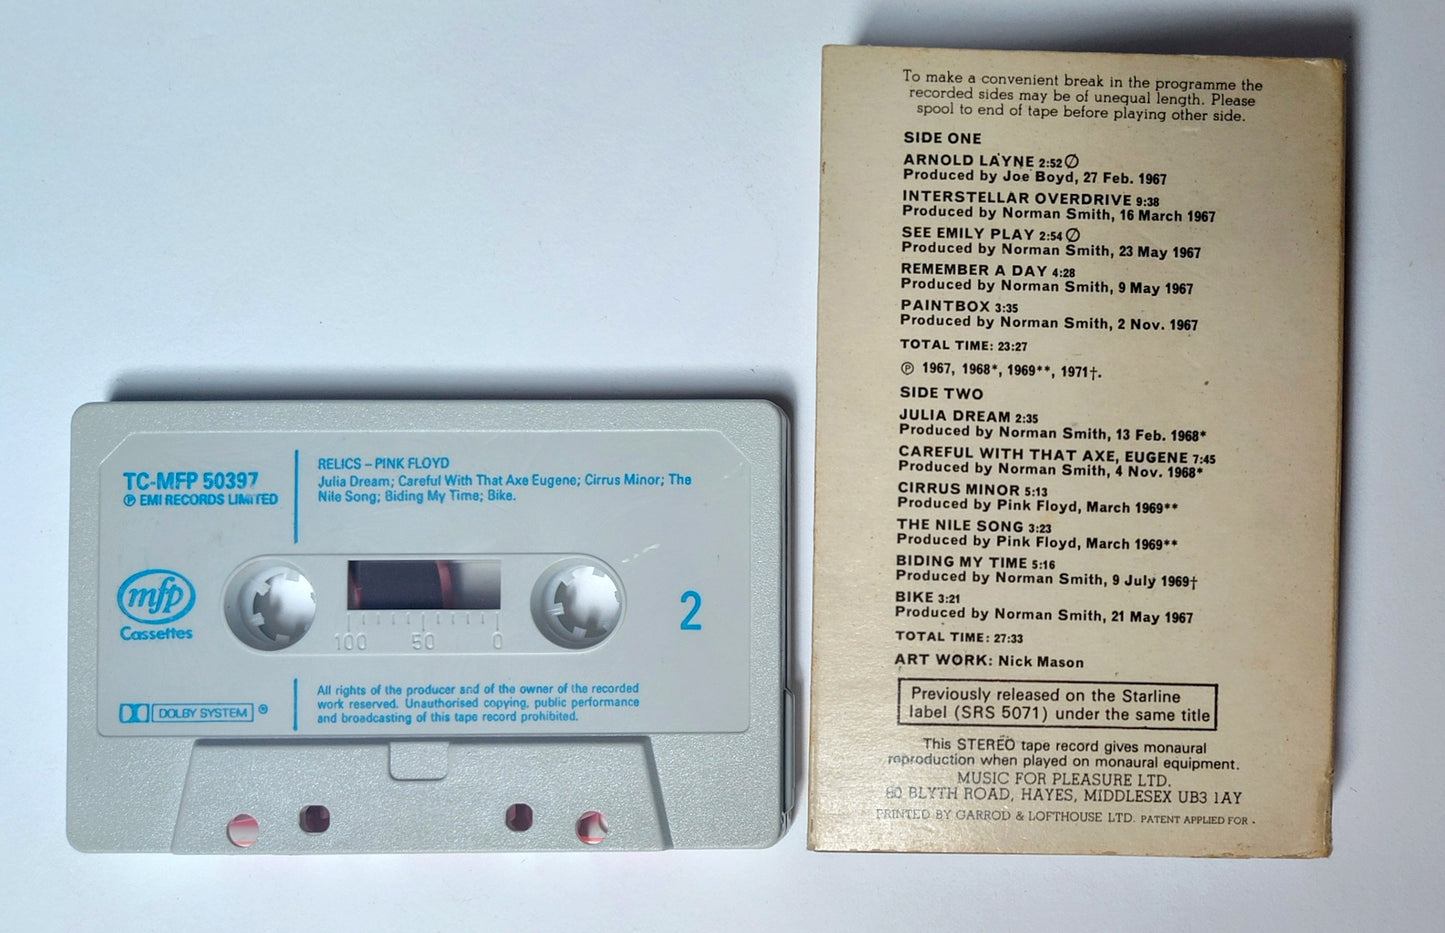 TC-MFP 50397
Ⓟ EMI RECORDS LIMITED
RELICS – PINK FLOYD
Julia Dream; Careful With That Axe Eugene; Cirrus Minor; The
Nile Song; Biding My Time; Bike.
mfp
Cassettes
100 50 0
2
DOLBY SYSTEM ®
All rights of the producer and of the owner of the recorded
work reserved. Unauthorised copying, public performance
and broadcasting of this tape record prohibited.
To make a convenient break in the programme the
recorded sides may be of unequal length. Please
spool to end of tape before playing other side.
SIDE ONE
ARNOLD LAYNE 2:52
Produced by Joe Boyd, 27 Feb. 1967
INTERSTELLAR OVERDRIVE 9:38
Produced by Norman Smith, 16 March 1967
SEE EMILY PLAY 2:54
Produced by Norman Smith, 23 May 1967
REMEMBER A DAY 4:28
Produced by Norman Smith, 9 May 1967
PAINTBOX 3:35
Produced by Norman Smith, 2 Nov. 1967
TOTAL TIME: 23:27
Ⓟ 1967, 1968*, 1969**, 1971†.
SIDE TWO
JULIA DREAM 2:35
Produced by Norman Smith, 13 Feb. 1968*
CAREFUL WITH THAT AXE, EUGENE 7:45
Produced by Norman Smith, 4 Nov. 1968*
CIRRUS MINOR 5:13
Produced by Pink Floyd, March 1969**
THE NILE SONG 3:23
Produced by Pink Floyd, March 1969**
BIDING MY TIME 5:16
Produced by Norman Smith, 9 July 1969†
BIKE 3:21
Produced by Norman Smith, 21 May 1967
TOTAL TIME: 27:33
ART WORK: Nick Mason
Previously released on the Starline
label (SRS 5071) under the same title
This STEREO tape record gives monaural
reproduction when played on monaural equipment.
MUSIC FOR PLEASURE LTD.
80 BLYTH ROAD, HAYES, MIDDLESEX UB3 1AY
PRINTED BY GARROD & LOFTHOUSE LTD. PATENT APPLIED FOR .